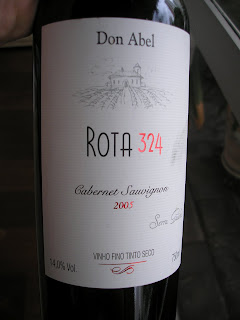 Don Abel
ROTA 324
Cabernet Sauvignon
2005
VINHO FINO TINTO SECO
14,0% Vol.